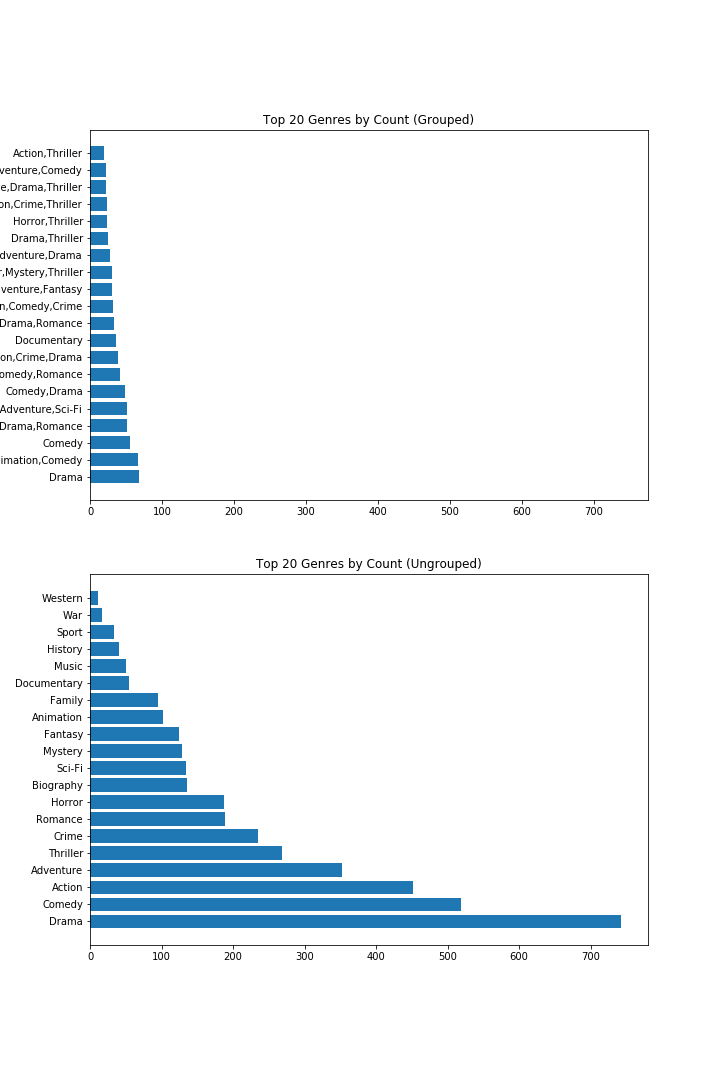 Top 20 Genres by Count (Grouped)
Action,Thriller
venture,Comedy
e,Drama,Thriller
on,Crime,Thriller
Horror,Thriller
Drama,Thriller
dventure,Drama
r,Mystery,Thriller
venture,Fantasy
n,Comedy,Crime
Drama,Romance
Documentary
on,Crime,Drama
omedy,Romance
Comedy,Drama
Adventure,Sci-Fi
Drama,Romance
Comedy
imation,Comedy
Drama
0 100 200 300 400 500 600 700
Top 20 Genres by Count (Ungrouped)
Western
War
Sport
History
Music
Documentary
Family
Animation
Fantasy
Mystery
Sci-Fi
Biography
Horror
Romance
Crime
Thriller
Adventure
Action
Comedy
Drama
0 100 200 300 400 500 600 700